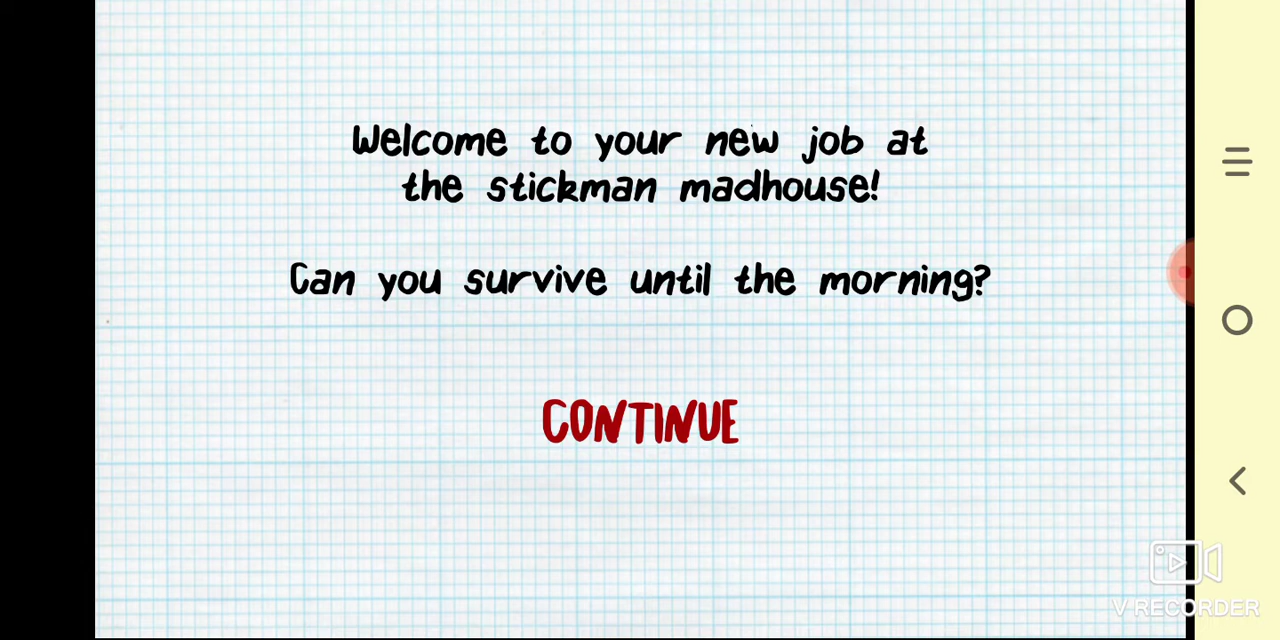 Welcome to your new job at
the stickman madhouse!
Can you survive until the morning?
CONTINUE
V RECORDER